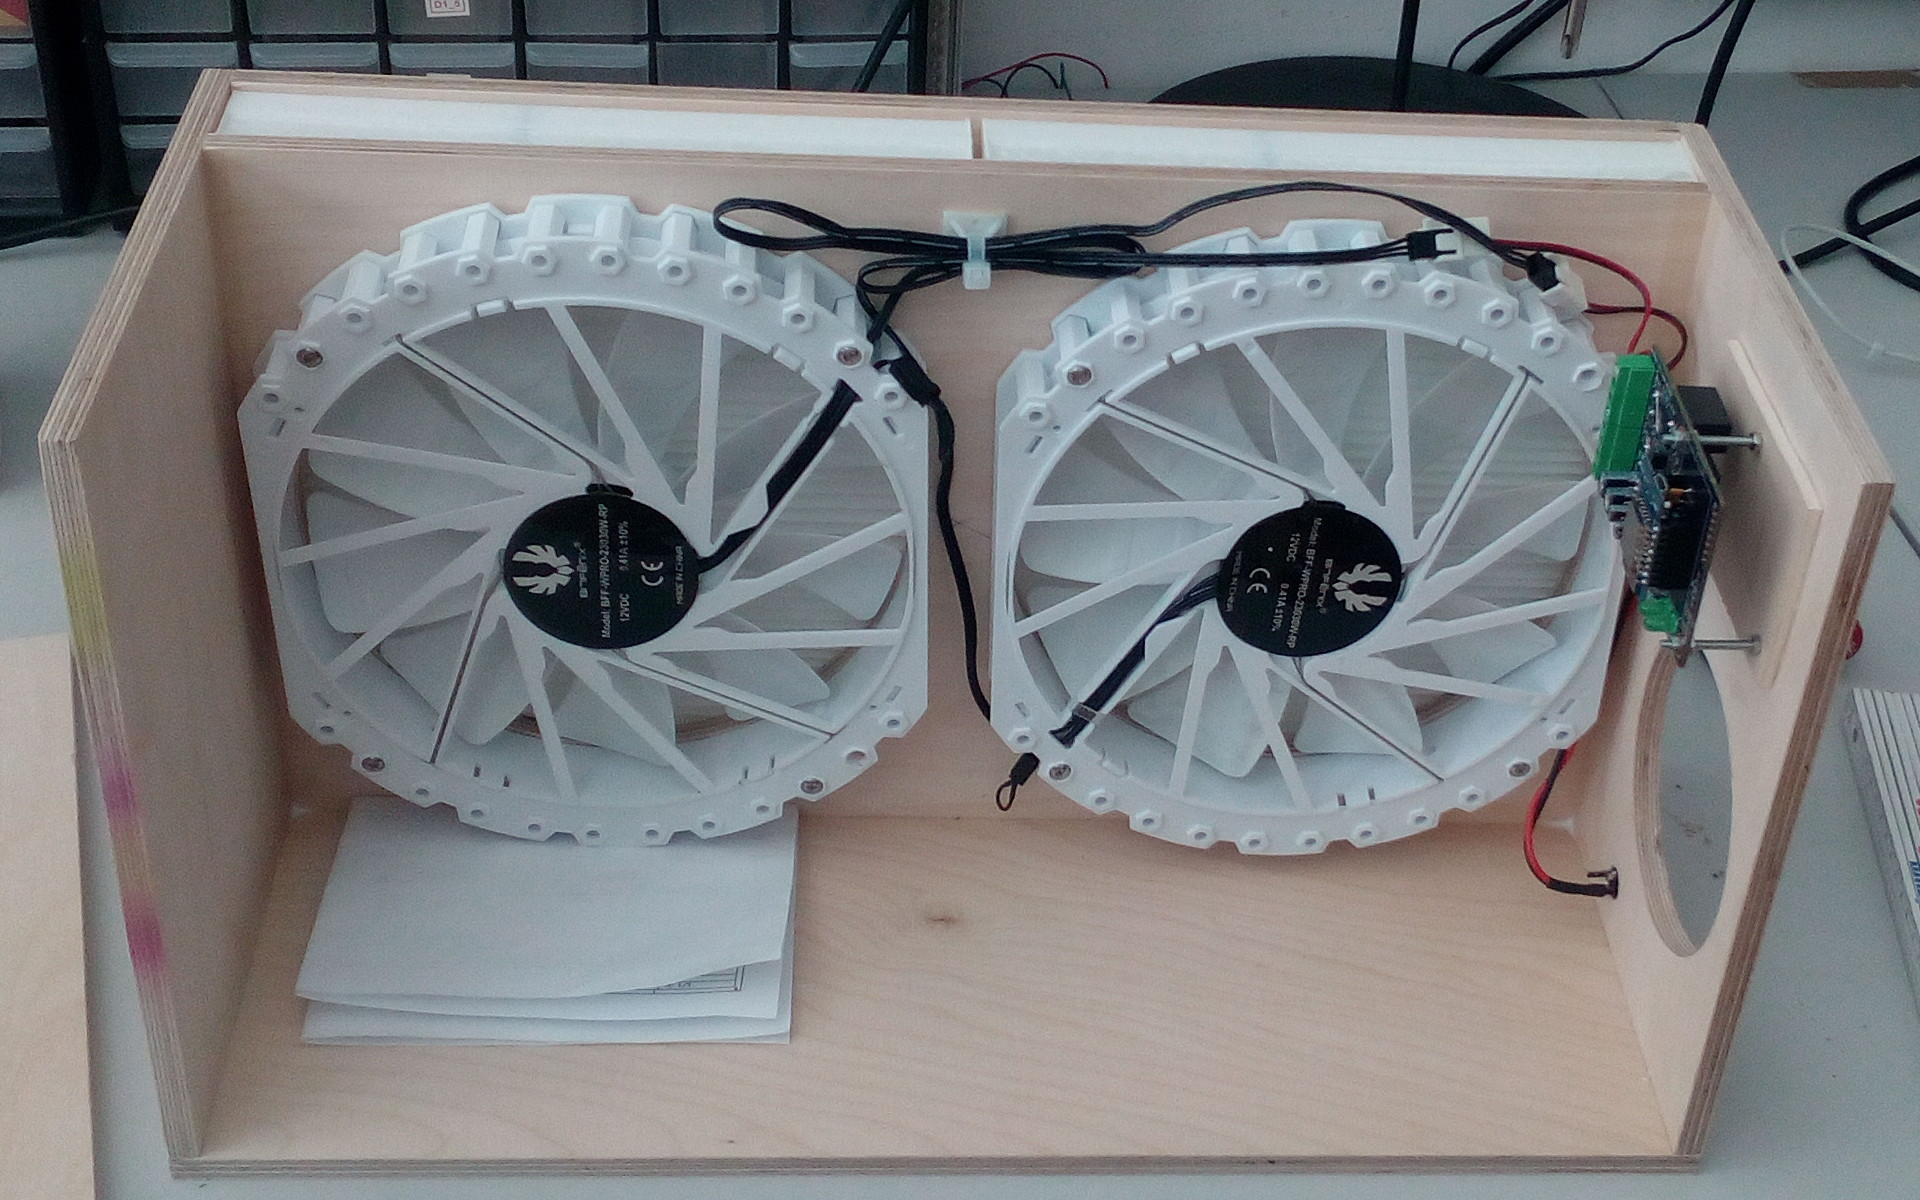 D1_5
BitFenix®
Model: BFF-WPRO-23030W-RP
12VDC 0.41A ±10%
CE
MADE IN CHINA
BitFenix®
Model: BFF-WPRO-23030W-RP
12VDC 0.41A ±10%
CE
MADE IN CHINA